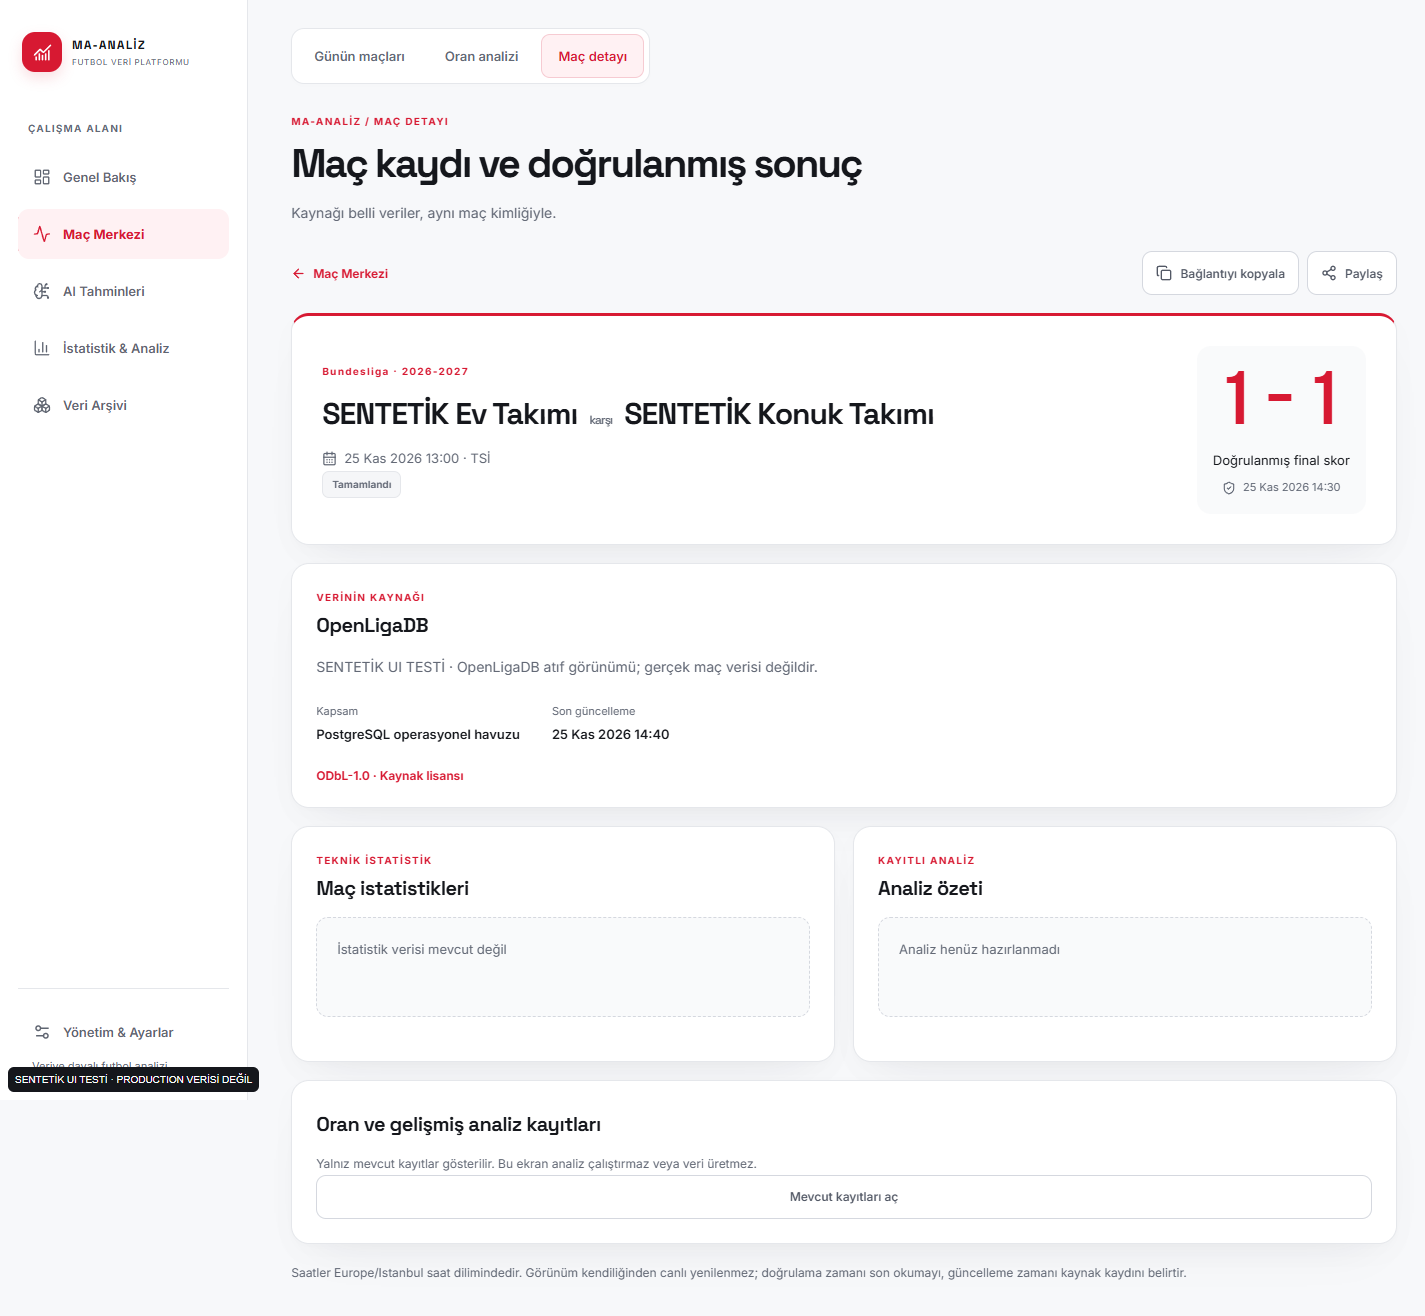 MA-ANALİZ
FUTBOL VERİ PLATFORMU
ÇALIŞMA ALANI
Genel Bakış
Maç Merkezi
AI Tahminleri
İstatistik & Analiz
Veri Arşivi
Yönetim & Ayarlar
Veriye dayalı futbol analizi
SENTETİK UI TESTİ · PRODUCTION VERİSİ DEĞİL
Günün maçları Oran analizi Maç detayı
MA-ANALİZ / MAÇ DETAYI
Maç kaydı ve doğrulanmış sonuç
Kaynağı belli veriler, aynı maç kimliğiyle.
Maç Merkezi
Bağlantıyı kopyala Paylaş
Bundesliga · 2026-2027
SENTETİK Ev Takımı karşı SENTETİK Konuk Takımı
25 Kas 2026 13:00 · TSİ
Tamamlandı
1 - 1
Doğrulanmış final skor
25 Kas 2026 14:30
VERİNİN KAYNAĞI
OpenLigaDB
SENTETİK UI TESTİ · OpenLigaDB atıf görünümü; gerçek maç verisi değildir.
Kapsam Son güncelleme
PostgreSQL operasyonel havuzu 25 Kas 2026 14:40
ODbL-1.0 · Kaynak lisansı
TEKNİK İSTATİSTİK
Maç istatistikleri
İstatistik verisi mevcut değil
KAYITLI ANALİZ
Analiz özeti
Analiz henüz hazırlanmadı
Oran ve gelişmiş analiz kayıtları
Yalnız mevcut kayıtlar gösterilir. Bu ekran analiz çalıştırmaz veya veri üretmez.
Mevcut kayıtları aç
Saatler Europe/Istanbul saat dilimindedir. Görünüm kendiliğinden canlı yenilenmez; doğrulama zamanı son okumayı, güncelleme zamanı kaynak kaydını belirtir.